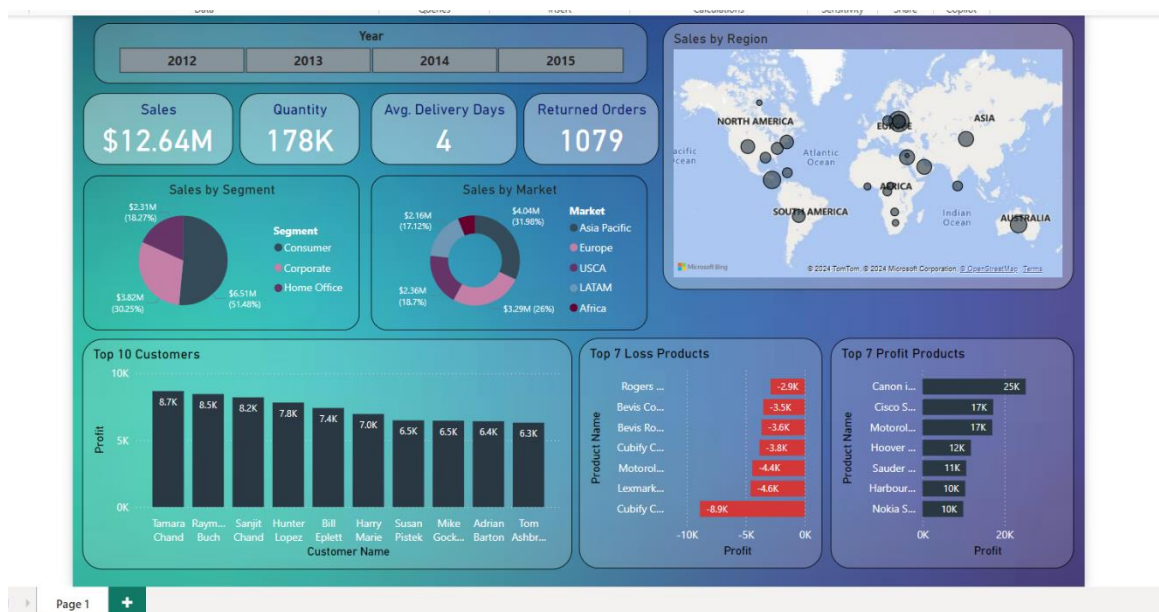 Data Queries Insert Calculations Sensitivity Share Copilot
Year
2012 2013 2014 2015
Sales
$12.64M
Quantity
178K
Avg. Delivery Days
4
Returned Orders
1079
Sales by Region
NORTH AMERICA
EUROPE
ASIA
acific
cean
Atlantic
Ocean
AFRICA
SOUTH AMERICA
Indian
Ocean
AUSTRALIA
Microsoft Bing
© 2024 TomTom, © 2024 Microsoft Corporation, © OpenStreetMap Terms
Sales by Segment
$2.31M
(18.27%)
$3.82M
(30.25%)
$6.51M
(51.48%)
Segment
Consumer
Corporate
Home Office
Sales by Market
$2.16M
(17.12%)
$4.04M
(31.98%)
$2.36M
(18.7%)
$3.29M (26%)
Market
Asia Pacific
Europe
USCA
LATAM
Africa
Top 10 Customers
10K
5K
0K
Profit
8.7K 8.5K 8.2K 7.8K 7.4K 7.0K 6.5K 6.5K 6.4K 6.3K
Tamara Raym... Sanjit Hunter Bill Harry Susan Mike Adrian Tom
Chand Buch Chand Lopez Eplett Marie Pistek Gock... Barton Ashbr...
Customer Name
Top 7 Loss Products
Product Name
Rogers ... -2.9K
Bevis Co... -3.5K
Bevis Ro... -3.6K
Cubify C... -3.8K
Motorol... -4.4K
Lexmark... -4.6K
Cubify C... -8.9K
-10K -5K 0K
Profit
Top 7 Profit Products
Product Name
Canon i... 25K
Cisco S... 17K
Motorol... 17K
Hoover ... 12K
Sauder ... 11K
Harbour... 10K
Nokia S... 10K
0K 20K
Profit
Page 1 +